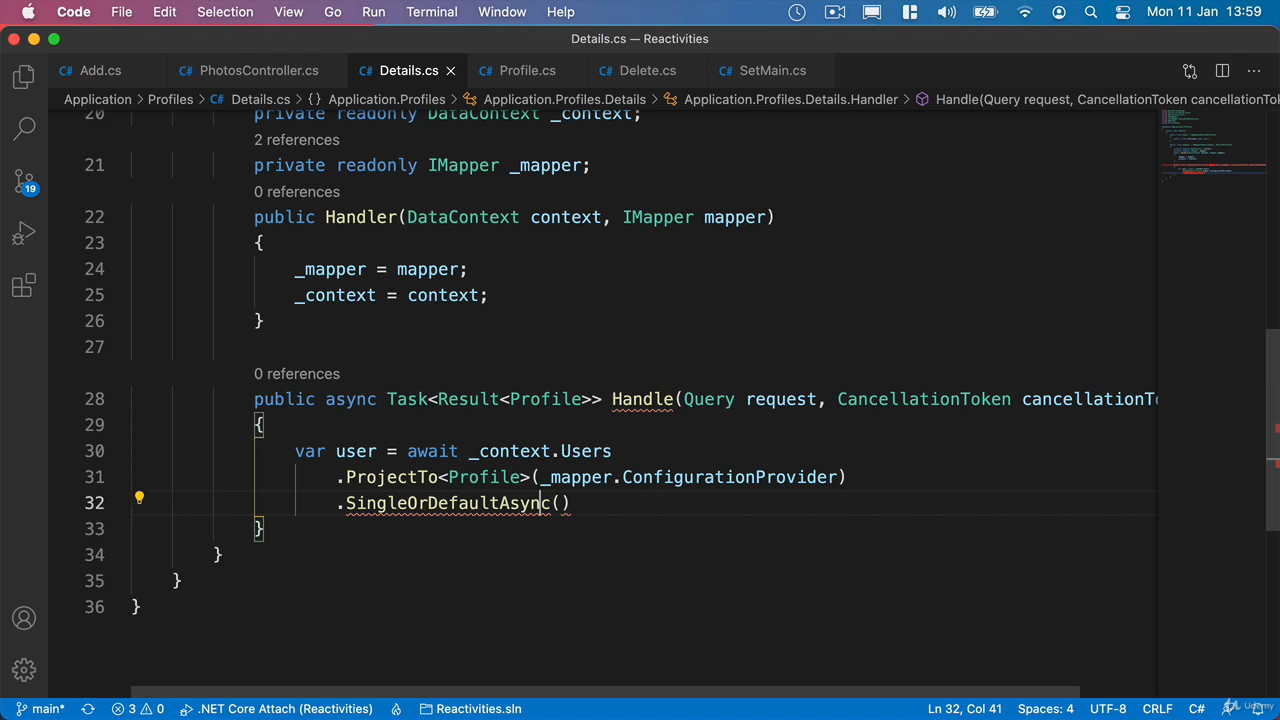 Code File Edit Selection View Go Run Terminal Window Help Mon 11 Jan 13:59
Details.cs — Reactivities
C# Add.cs C# PhotosController.cs C# Details.cs C# Profile.cs C# Delete.cs C# SetMain.cs
Application > Profiles > C# Details.cs > {} Application.Profiles > Application.Profiles.Details > Application.Profiles.Details.Handler > Handle(Query request, CancellationToken cancellationTo
20 private readonly DataContext _context;
2 references
21 private readonly IMapper _mapper;
0 references
22 public Handler(DataContext context, IMapper mapper)
23 {
24 _mapper = mapper;
25 _context = context;
26 }
27
0 references
28 public async Task<Result<Profile>> Handle(Query request, CancellationToken cancellationTo
29 {
30 var user = await _context.Users
31 .ProjectTo<Profile>(_mapper.ConfigurationProvider)
32 .SingleOrDefaultAsync()
33 }
34 }
35 }
36 }
19
main* 3 0 .NET Core Attach (Reactivities) Reactivities.sln Ln 32, Col 41 Spaces: 4 UTF-8 CRLF C#
Udemy